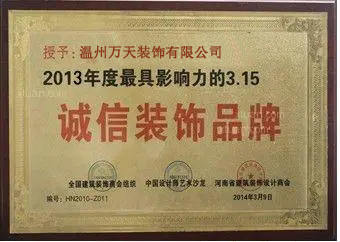 授予：温州万天装饰有限公司
2013年度最具影响力的3.15
诚信装饰品牌
全国建筑装饰商会组织 中国设计师艺术沙龙 河南省建筑装饰设计商会
编号：HN2010-Z011 2014年3月9日